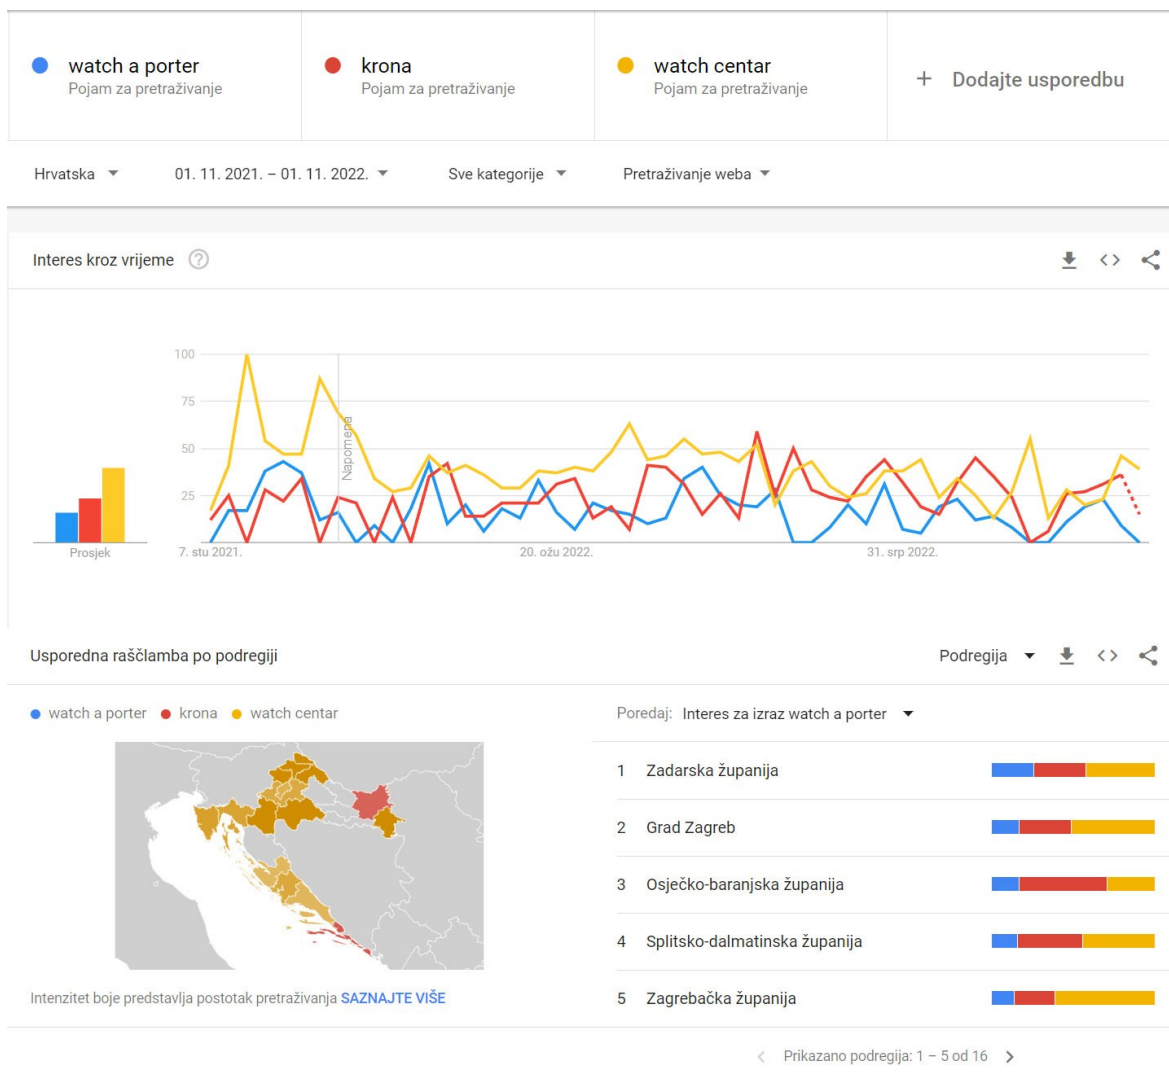 watch a porter
Pojam za pretraživanje
krona
Pojam za pretraživanje
watch centar
Pojam za pretraživanje
+ Dodajte usporedbu
Hrvatska
01. 11. 2021. – 01. 11. 2022.
Sve kategorije
Pretraživanje weba
Interes kroz vrijeme ?
100
75
50
25
Napomena
Prosjek
7. stu 2021.
20. ožu 2022.
31. srp 2022.
Usporedna raščlamba po podregiji
Podregija
watch a porter krona watch centar
Poredaj: Interes za izraz watch a porter
1 Zadarska županija
2 Grad Zagreb
3 Osječko-baranjska županija
4 Splitsko-dalmatinska županija
5 Zagrebačka županija
Intenzitet boje predstavlja postotak pretraživanja SAZNAJTE VIŠE
Prikazano podregija: 1 – 5 od 16